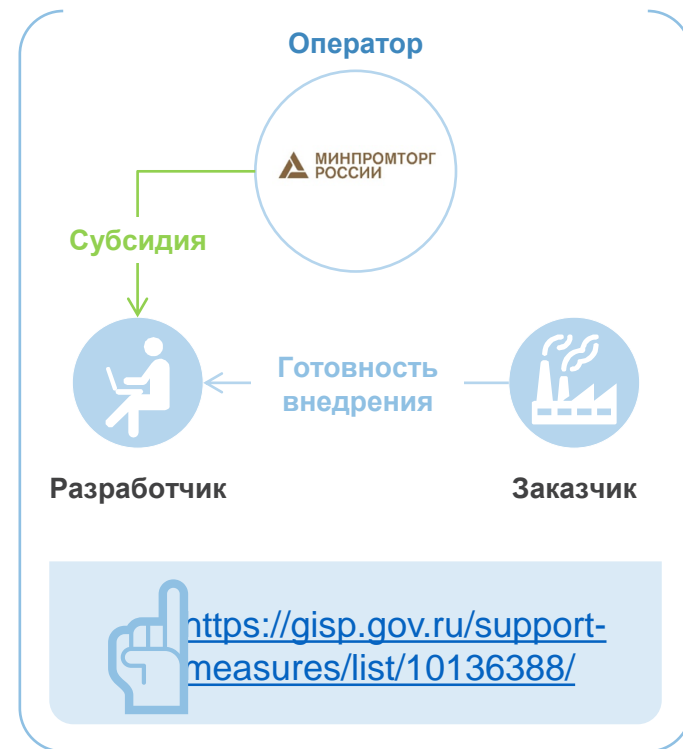 Оператор
МИНПРОМТОРГ
РОССИИ
Субсидия
Готовность
внедрения
Разработчик
Заказчик
https://gisp.gov.ru/support-
measures/list/10136388/